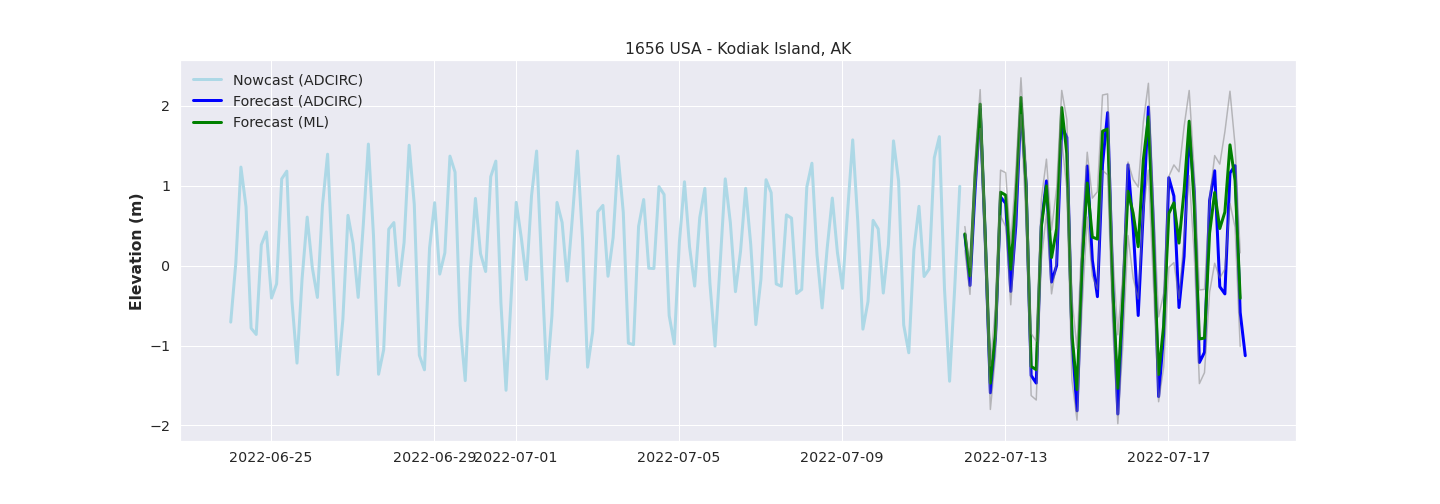 1656 USA - Kodiak Island, AK
Nowcast (ADCIRC)
Forecast (ADCIRC)
Forecast (ML)
Elevation (m)
2
1
0
−1
−2
2022-06-25
2022-06-29
2022-07-01
2022-07-05
2022-07-09
2022-07-13
2022-07-17